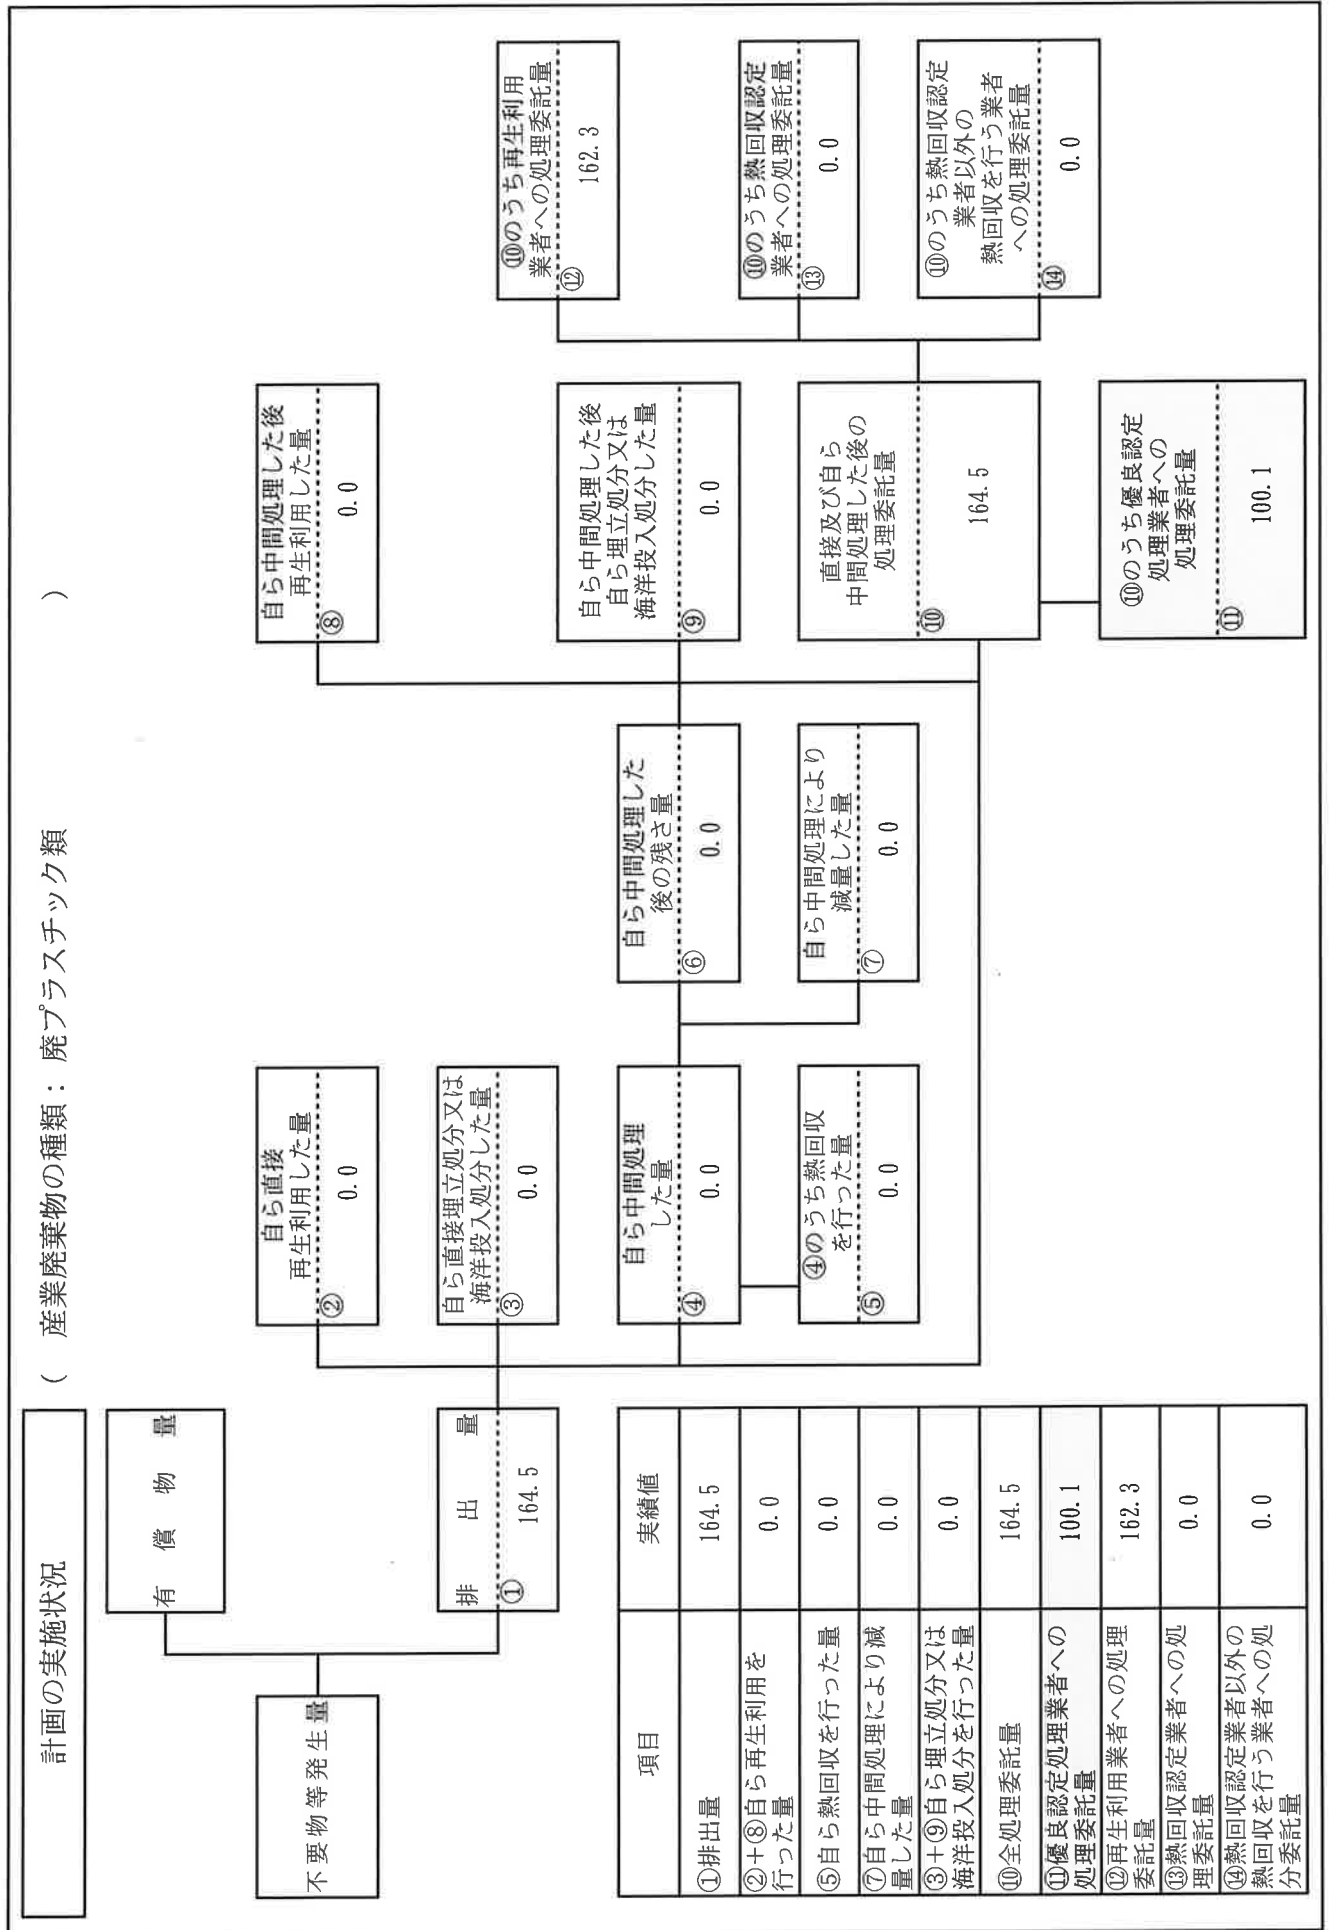 計画の実施状況
( 産業廃棄物の種類:廃プラスチック類 )
不要物等発生量
有償物量
排出量
①
164.5
自ら直接
再生利用した量
②
0.0
自ら直接埋立処分又は
海洋投入処分した量
③
0.0
自ら中間処理
した量
④
0.0
④のうち熱回収
を行った量
⑤
0.0
自ら中間処理した
後の残さ量
⑥
0.0
自ら中間処理により
減量した量
⑦
0.0
自ら中間処理した後
再生利用した量
⑧
0.0
自ら中間処理した後
自ら埋立処分又は
海洋投入処分した量
⑨
0.0
直接及び自ら
中間処理した後の
処理委託量
⑩
164.5
⑩のうち優良認定
処理業者への
処理委託量
⑪
100.1
⑩のうち再生利用
業者への処理委託量
⑫
162.3
⑩のうち熱回収認定
業者への処理委託量
⑬
0.0
⑩のうち熱回収認定
業者以外の
熱回収を行う業者
への処理委託量
⑭
0.0
項目 実績値
①排出量 164.5
②+⑧自ら再生利用を
行った量 0.0
⑤自ら熱回収を行った量 0.0
⑦自ら中間処理により減
量した量 0.0
③+⑨自ら埋立処分又は
海洋投入処分を行った量 0.0
⑩全処理委託量 164.5
⑪優良認定処理業者への
処理委託量 100.1
⑫再生利用業者への処理
委託量 162.3
⑬熱回収認定業者への処
理委託量 0.0
⑭熱回収認定業者以外の
熱回収を行う業者への処
分委託量 0.0